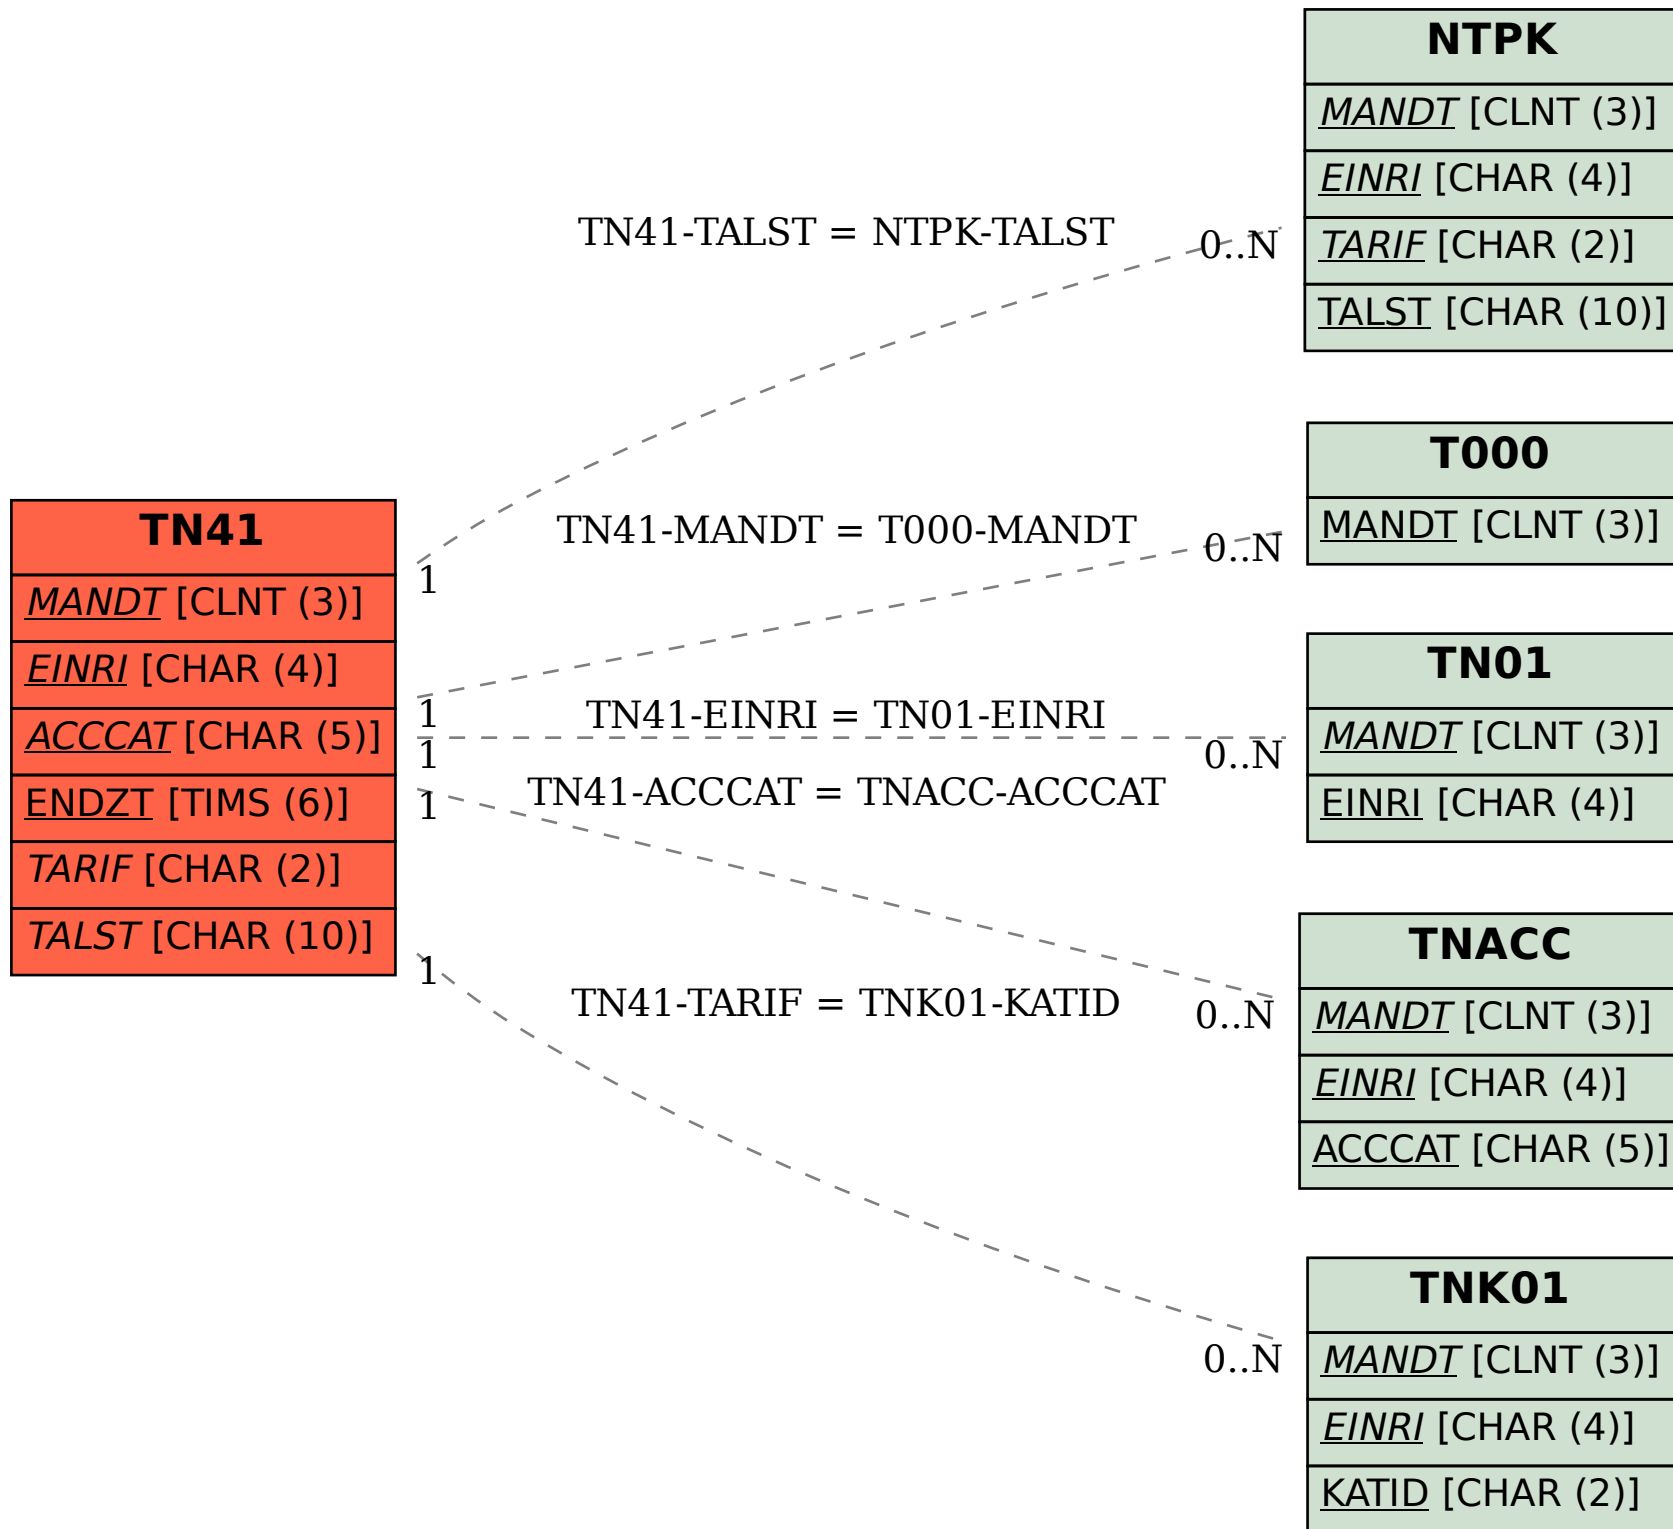 NTPK
MANDT [CLNT (3)]
EINRI [CHAR (4)]
TARIF [CHAR (2)]
TALST [CHAR (10)]
TN41-TALST = NTPK-TALST
0..N
1
T000
MANDT [CLNT (3)]
TN41-MANDT = T000-MANDT
0..N
1
TN41
MANDT [CLNT (3)]
EINRI [CHAR (4)]
ACCCAT [CHAR (5)]
ENDZT [TIMS (6)]
TARIF [CHAR (2)]
TALST [CHAR (10)]
TN01
MANDT [CLNT (3)]
EINRI [CHAR (4)]
TN41-EINRI = TN01-EINRI
0..N
1
TN41-ACCCAT = TNACC-ACCCAT
0..N
1
TNACC
MANDT [CLNT (3)]
EINRI [CHAR (4)]
ACCCAT [CHAR (5)]
TN41-TARIF = TNK01-KATID
0..N
1
TNK01
MANDT [CLNT (3)]
EINRI [CHAR (4)]
KATID [CHAR (2)]